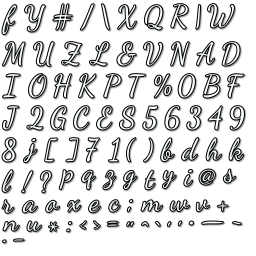 f y # / \ X Q R | W
M U Z L & V N A D
I O H K P T % O B F
J 2 G C E S 5 6 3 4 9
8 j [ ] 7 1 ( ) b d h k
l ! ? p q z g t y i @ s
r a o x e c ; m w v +
n u * : < > = " ^ , ' ° ~ — - `
. –